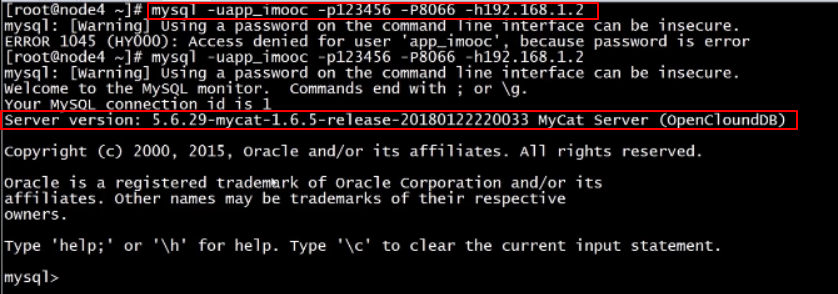 [root@node4 ~]# mysql -uapp_imooc -p123456 -P8066 -h192.168.1.2
mysql: [Warning] Using a password on the command line interface can be insecure.
ERROR 1045 (HY000): Access denied for user 'app_imooc', because password is error
[root@node4 ~]# mysql -uapp_imooc -p123456 -P8066 -h192.168.1.2
mysql: [Warning] Using a password on the command line interface can be insecure.
Welcome to the MySQL monitor.  Commands end with ; or \g.
Your MySQL connection id is 1
Server version: 5.6.29-mycat-1.6.5-release-20180122220033 MyCat Server (OpenCloundDB)
Copyright (c) 2000, 2015, Oracle and/or its affiliates. All rights reserved.
Oracle is a registered trademark of Oracle Corporation and/or its
affiliates. Other names may be trademarks of their respective
owners.
Type 'help;' or '\h' for help. Type '\c' to clear the current input statement.
mysql>